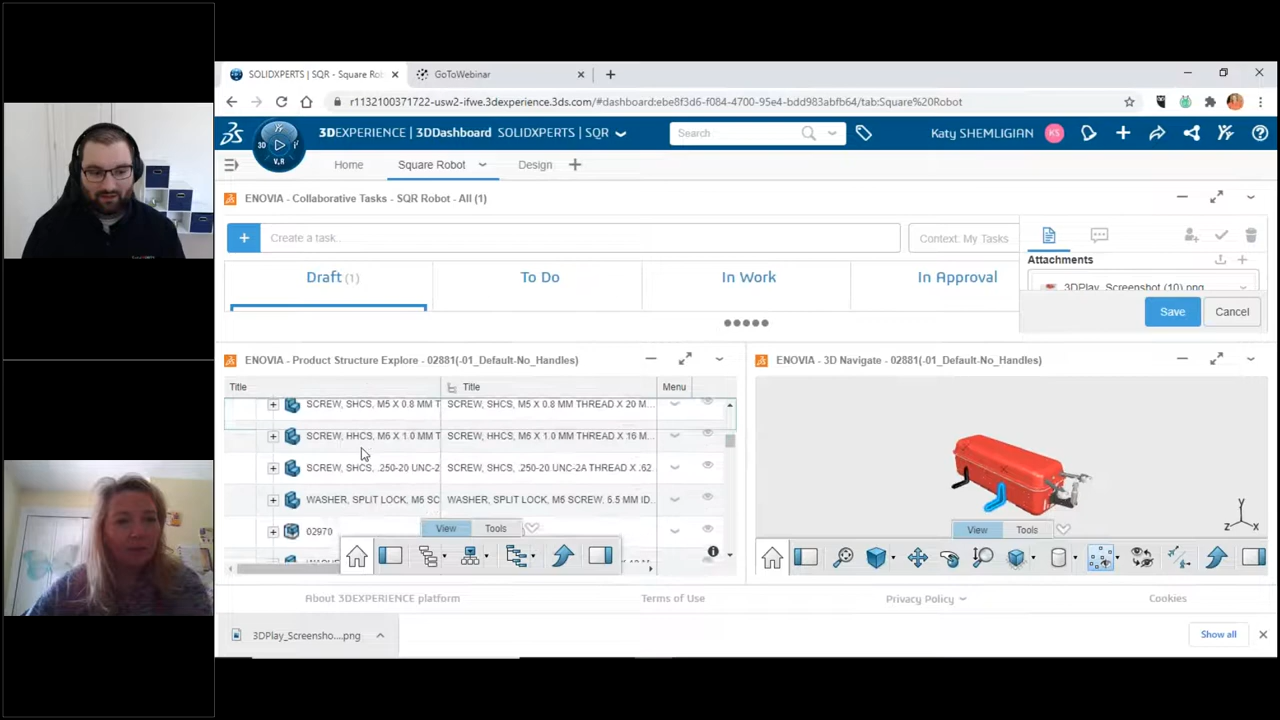 SOLIDXPERTS | SQR - Square Rob
GoToWebinar
r1132100371722-usw2-ifwe.3dexperience.3ds.com/#dashboard:ebe8f3d6-f084-4700-95e4-bdd983abfb64/tab:Square%20Robot
3D
V,R
3DEXPERIENCE | 3DDashboard SOLIDXPERTS | SQR
Search
Katy SHEMLIGIAN
KS
Home
Square Robot
Design
ENOVIA - Collaborative Tasks - SQR Robot - All (1)
Create a task..
Context: My Tasks
Attachments
3DPlay_Screenshot (10).png
Draft (1)
To Do
In Work
In Approval
Save
Cancel
ENOVIA - Product Structure Explore - 02881(-01_Default-No_Handles)
Title
Title
Menu
SCREW, SHCS, M5 X 0.8 MM T
SCREW, SHCS, M5 X 0.8 MM THREAD X 20 M...
SCREW, HHCS, M6 X 1.0 MM T
SCREW, HHCS, M6 X 1.0 MM THREAD X 16 M...
SCREW, SHCS, .250-20 UNC-2
SCREW, SHCS, .250-20 UNC-2A THREAD X .62
WASHER, SPLIT LOCK, M6 SC
WASHER, SPLIT LOCK, M6 SCREW, 6.5 MM ID...
02970
View
Tools
ENOVIA - 3D Navigate - 02881(-01_Default-No_Handles)
Y
Z
X
View
Tools
About 3DEXPERIENCE platform
Terms of Use
Privacy Policy
Cookies
3DPlay_Screensho....png
Show all